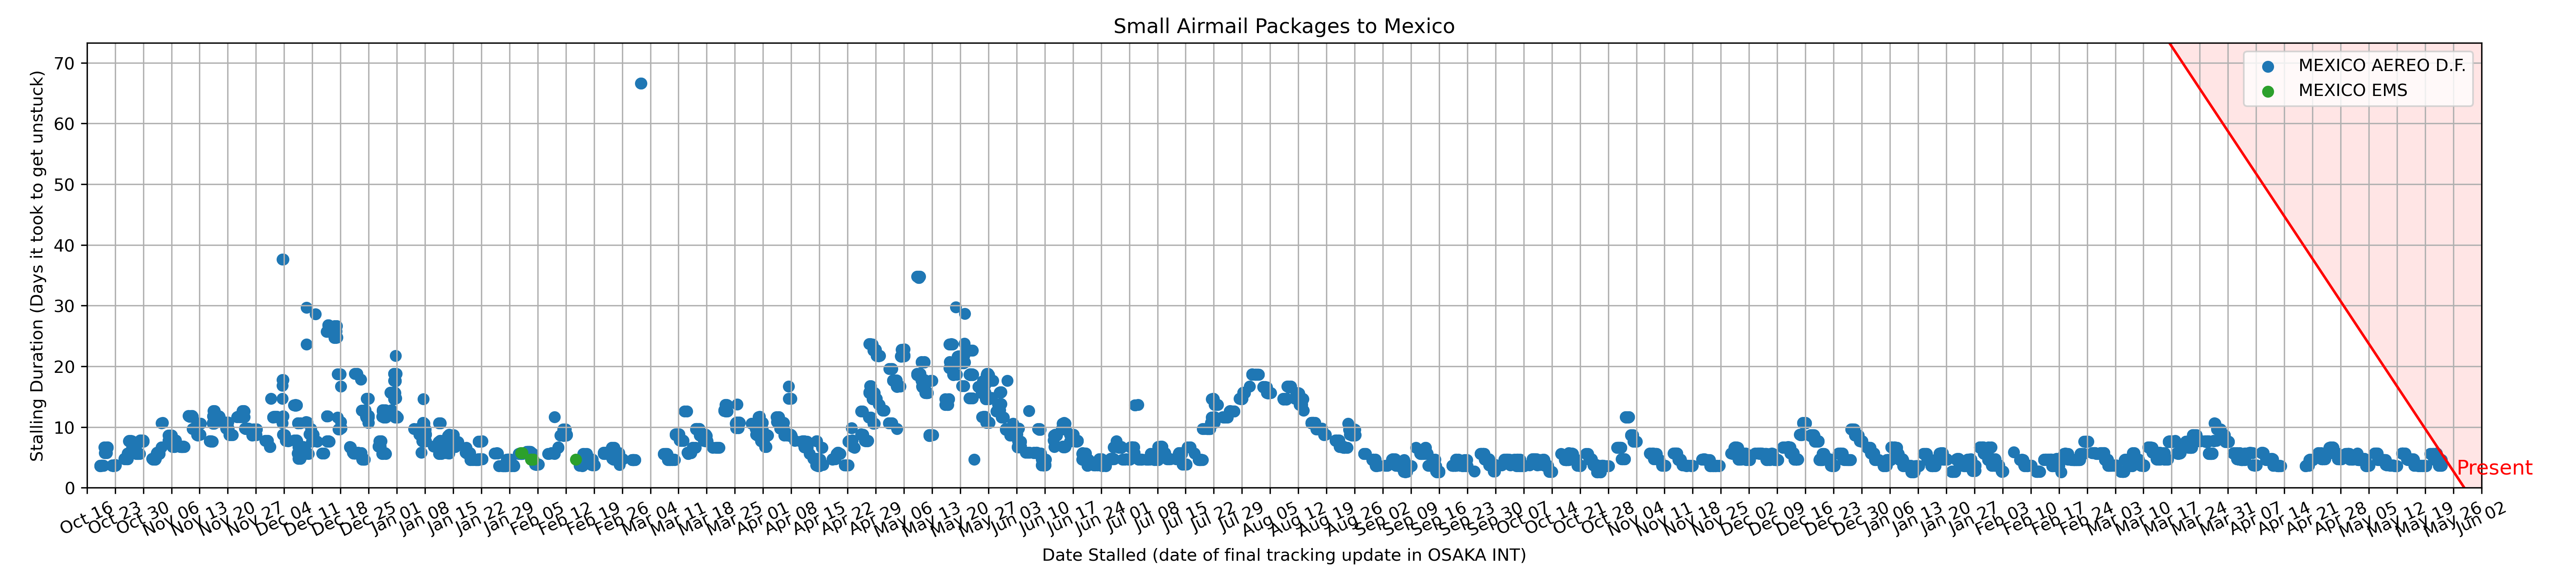 Small Airmail Packages to Mexico
Stalling Duration (Days it took to get unstuck)
70
60
50
40
30
20
10
0
MEXICO AEREO D.F.
MEXICO EMS
Present
Oct 16
Oct 23
Oct 30
Nov 06
Nov 13
Nov 20
Nov 27
Dec 04
Dec 11
Dec 18
Dec 25
Jan 01
Jan 08
Jan 15
Jan 22
Jan 29
Feb 05
Feb 12
Feb 19
Feb 26
Mar 04
Mar 11
Mar 18
Mar 25
Apr 01
Apr 08
Apr 15
Apr 22
Apr 29
May 06
May 13
May 20
May 27
Jun 03
Jun 10
Jun 17
Jun 24
Jul 01
Jul 08
Jul 15
Jul 22
Jul 29
Aug 05
Aug 12
Aug 19
Aug 26
Sep 02
Sep 09
Sep 16
Sep 23
Sep 30
Oct 07
Oct 14
Oct 21
Oct 28
Nov 04
Nov 11
Nov 18
Nov 25
Dec 02
Dec 09
Dec 16
Dec 23
Dec 30
Jan 06
Jan 13
Jan 20
Jan 27
Feb 03
Feb 10
Feb 17
Feb 24
Mar 03
Mar 10
Mar 17
Mar 24
Mar 31
Apr 07
Apr 14
Apr 21
Apr 28
May 05
May 12
May 19
May 26
Jun 02
Date Stalled (date of final tracking update in OSAKA INT)